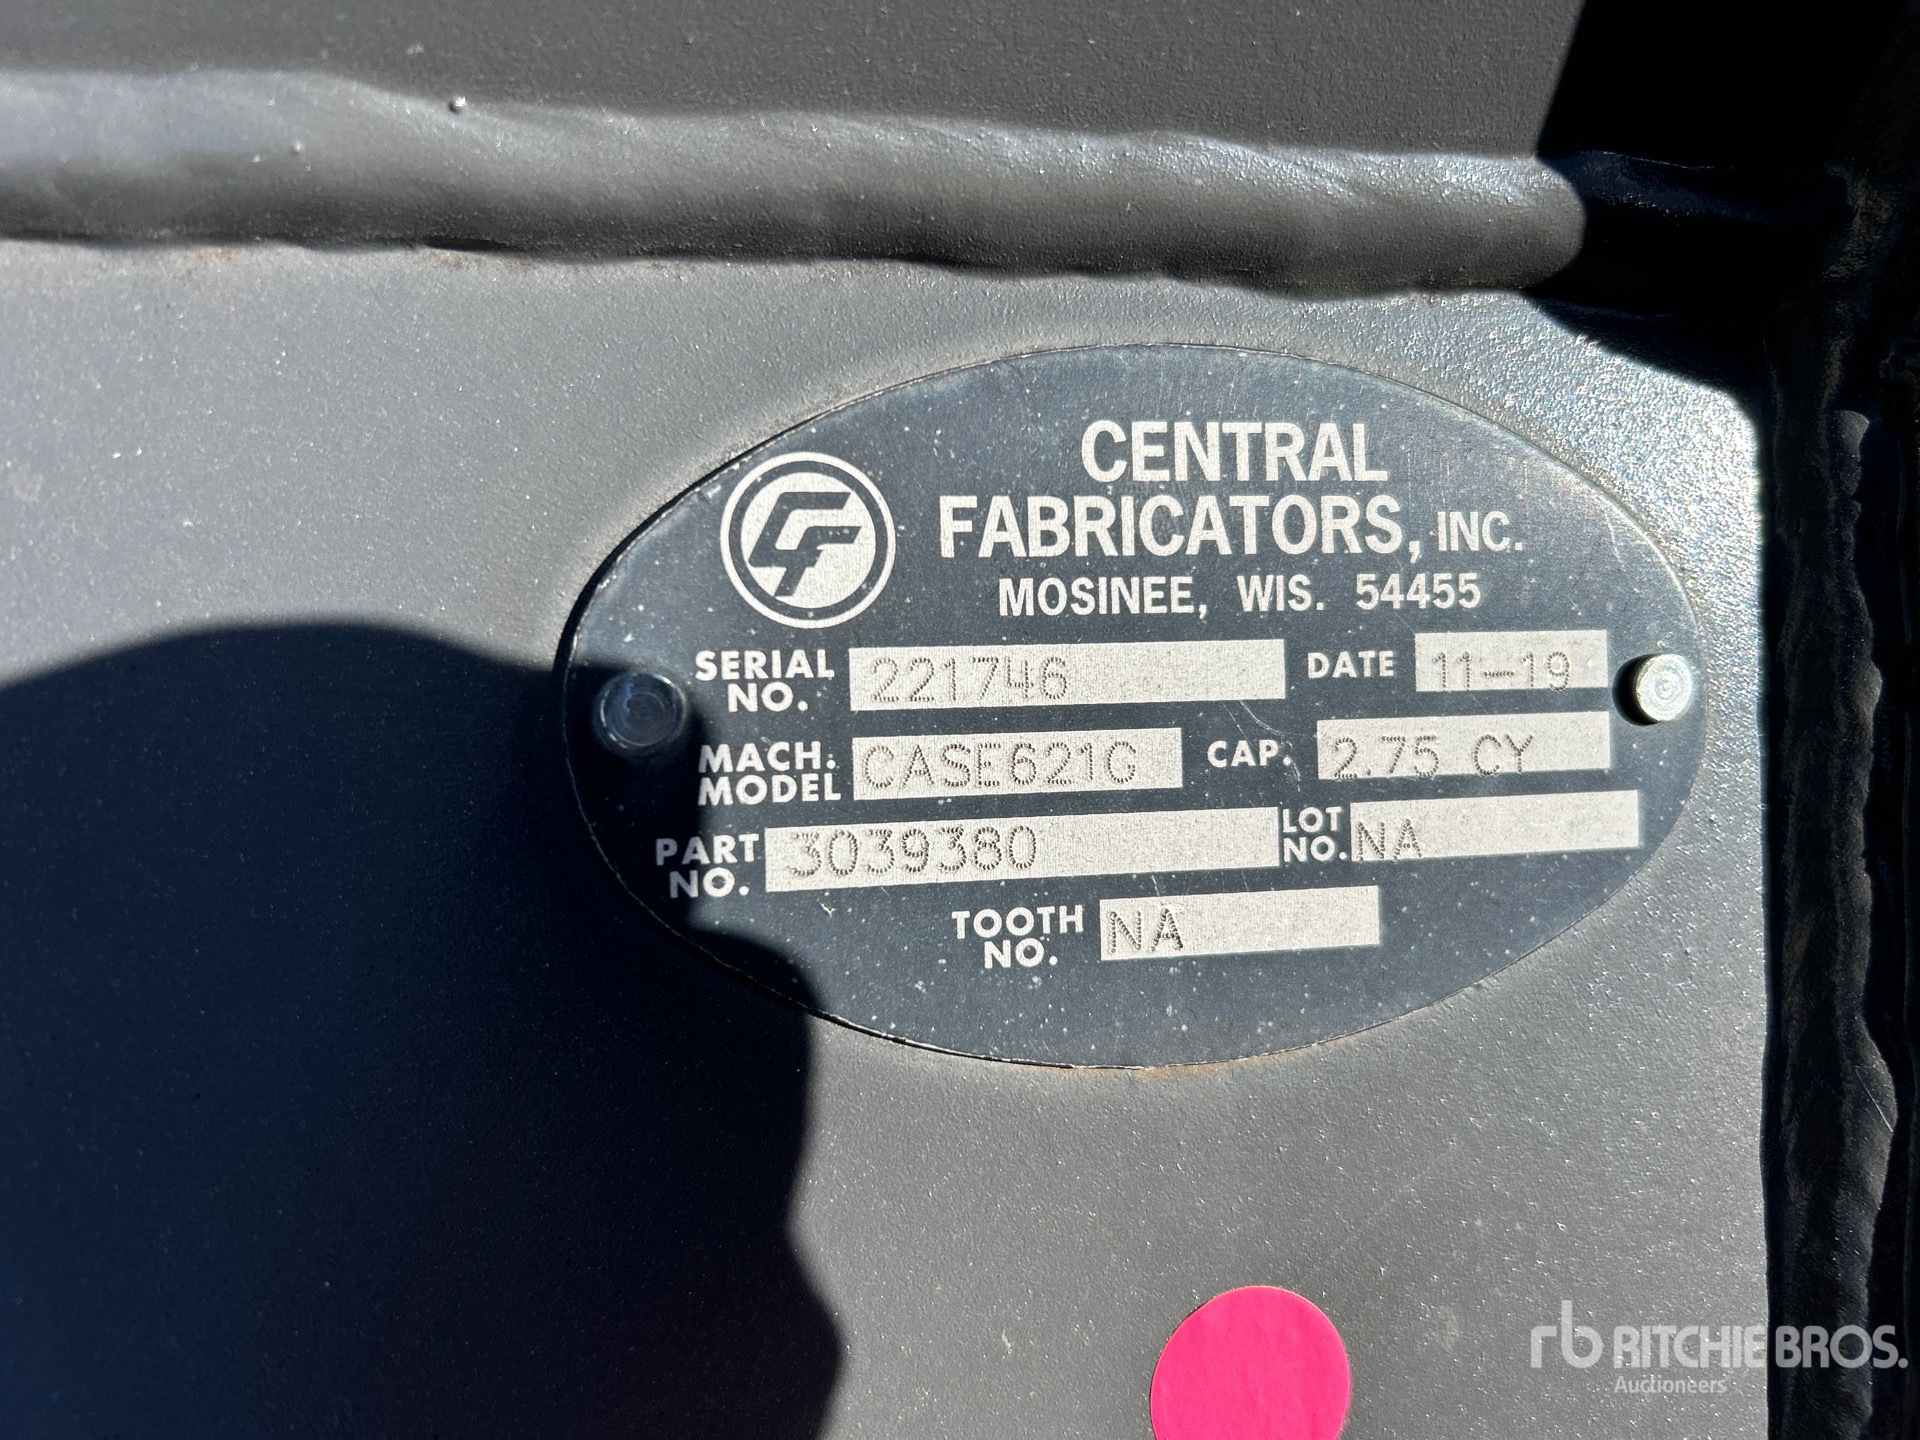 CF
CENTRAL
FABRICATORS, INC.
MOSINEE, WIS. 54455
SERIAL NO. 221746 DATE 11-19
MACH. MODEL CASE621G CAP. 2.75 CY
PART NO. 3039380 LOT NO. NA
TOOTH NO. NA
rb RITCHIE BROS.
Auctioneers